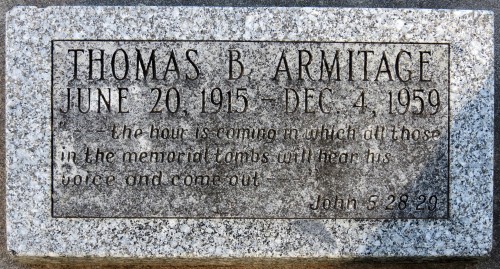 THOMAS B. ARMITAGE
JUNE 20, 1915 - DEC. 4, 1959
"- - the hour is coming in which all those
in the memorial tombs will hear his
voice and come out
John 5 28 29